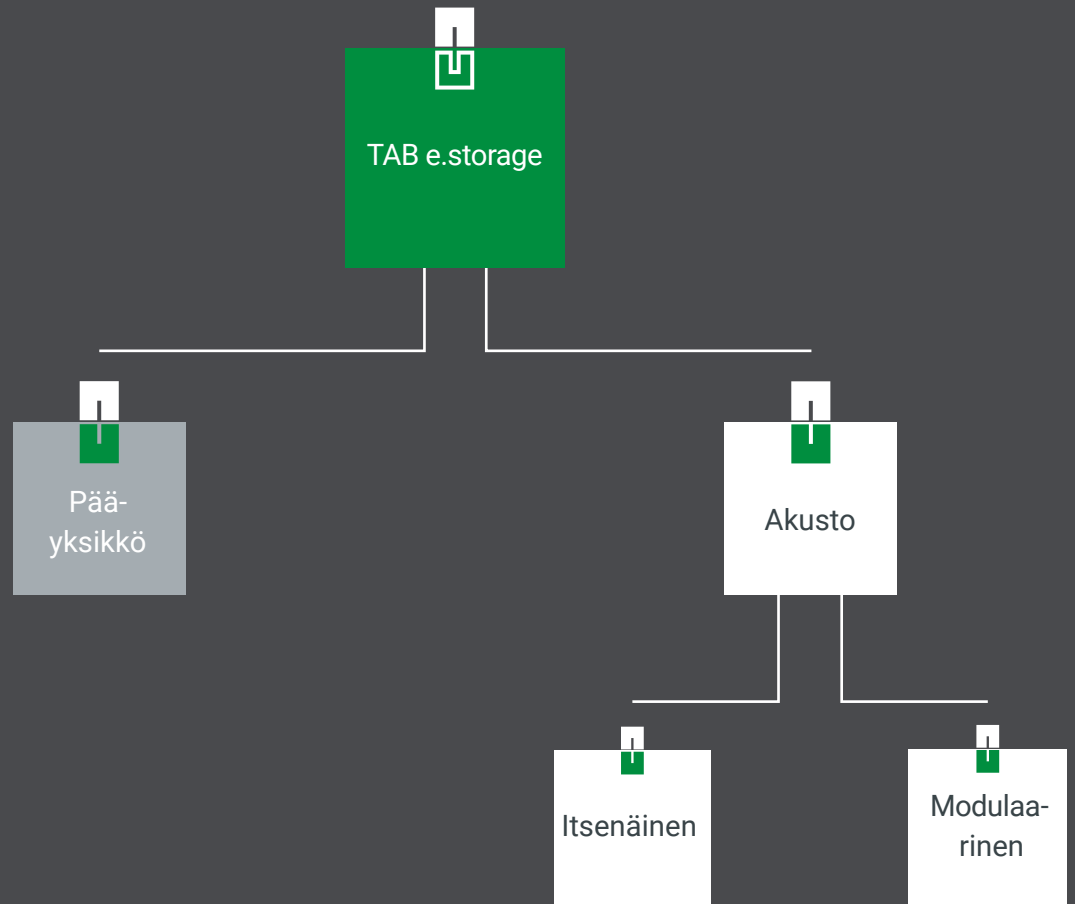 TAB e.storage
Pää-
yksikkö
Akusto
Itsenäinen
Modulaa-
rinen